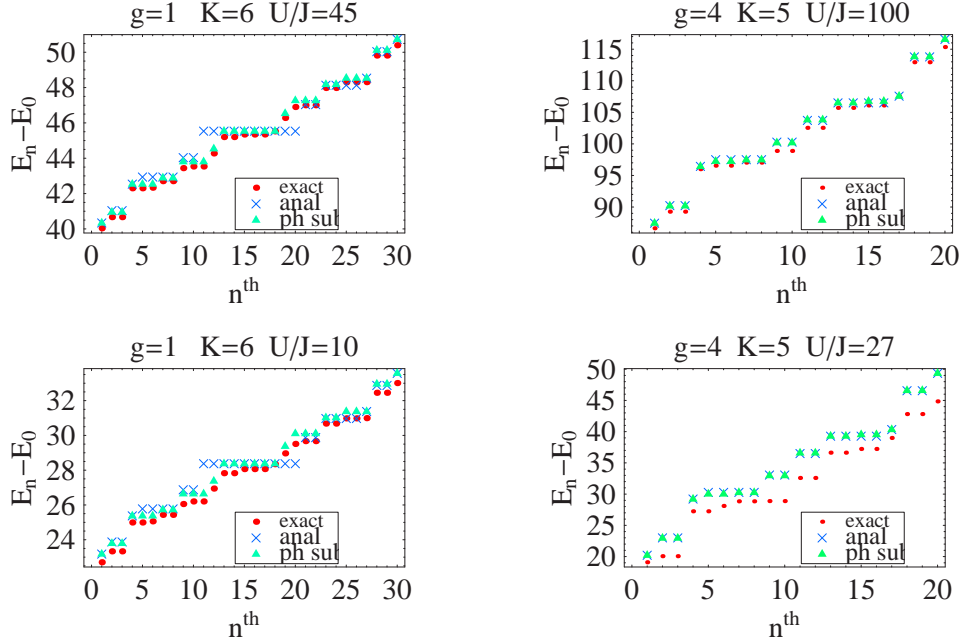 g=1 K=6 U/J=45
E_n−E_0
50
48
46
44
42
40
exact
anal
ph sub
0 5 10 15 20 25 30
n^th
g=4 K=5 U/J=100
E_n−E_0
115
110
105
100
95
90
exact
anal
ph sub
0 5 10 15 20
n^th
g=1 K=6 U/J=10
E_n−E_0
32
30
28
26
24
exact
anal
ph sub
0 5 10 15 20 25 30
n^th
g=4 K=5 U/J=27
E_n−E_0
50
45
40
35
30
25
20
exact
anal
ph sub
0 5 10 15 20
n^th